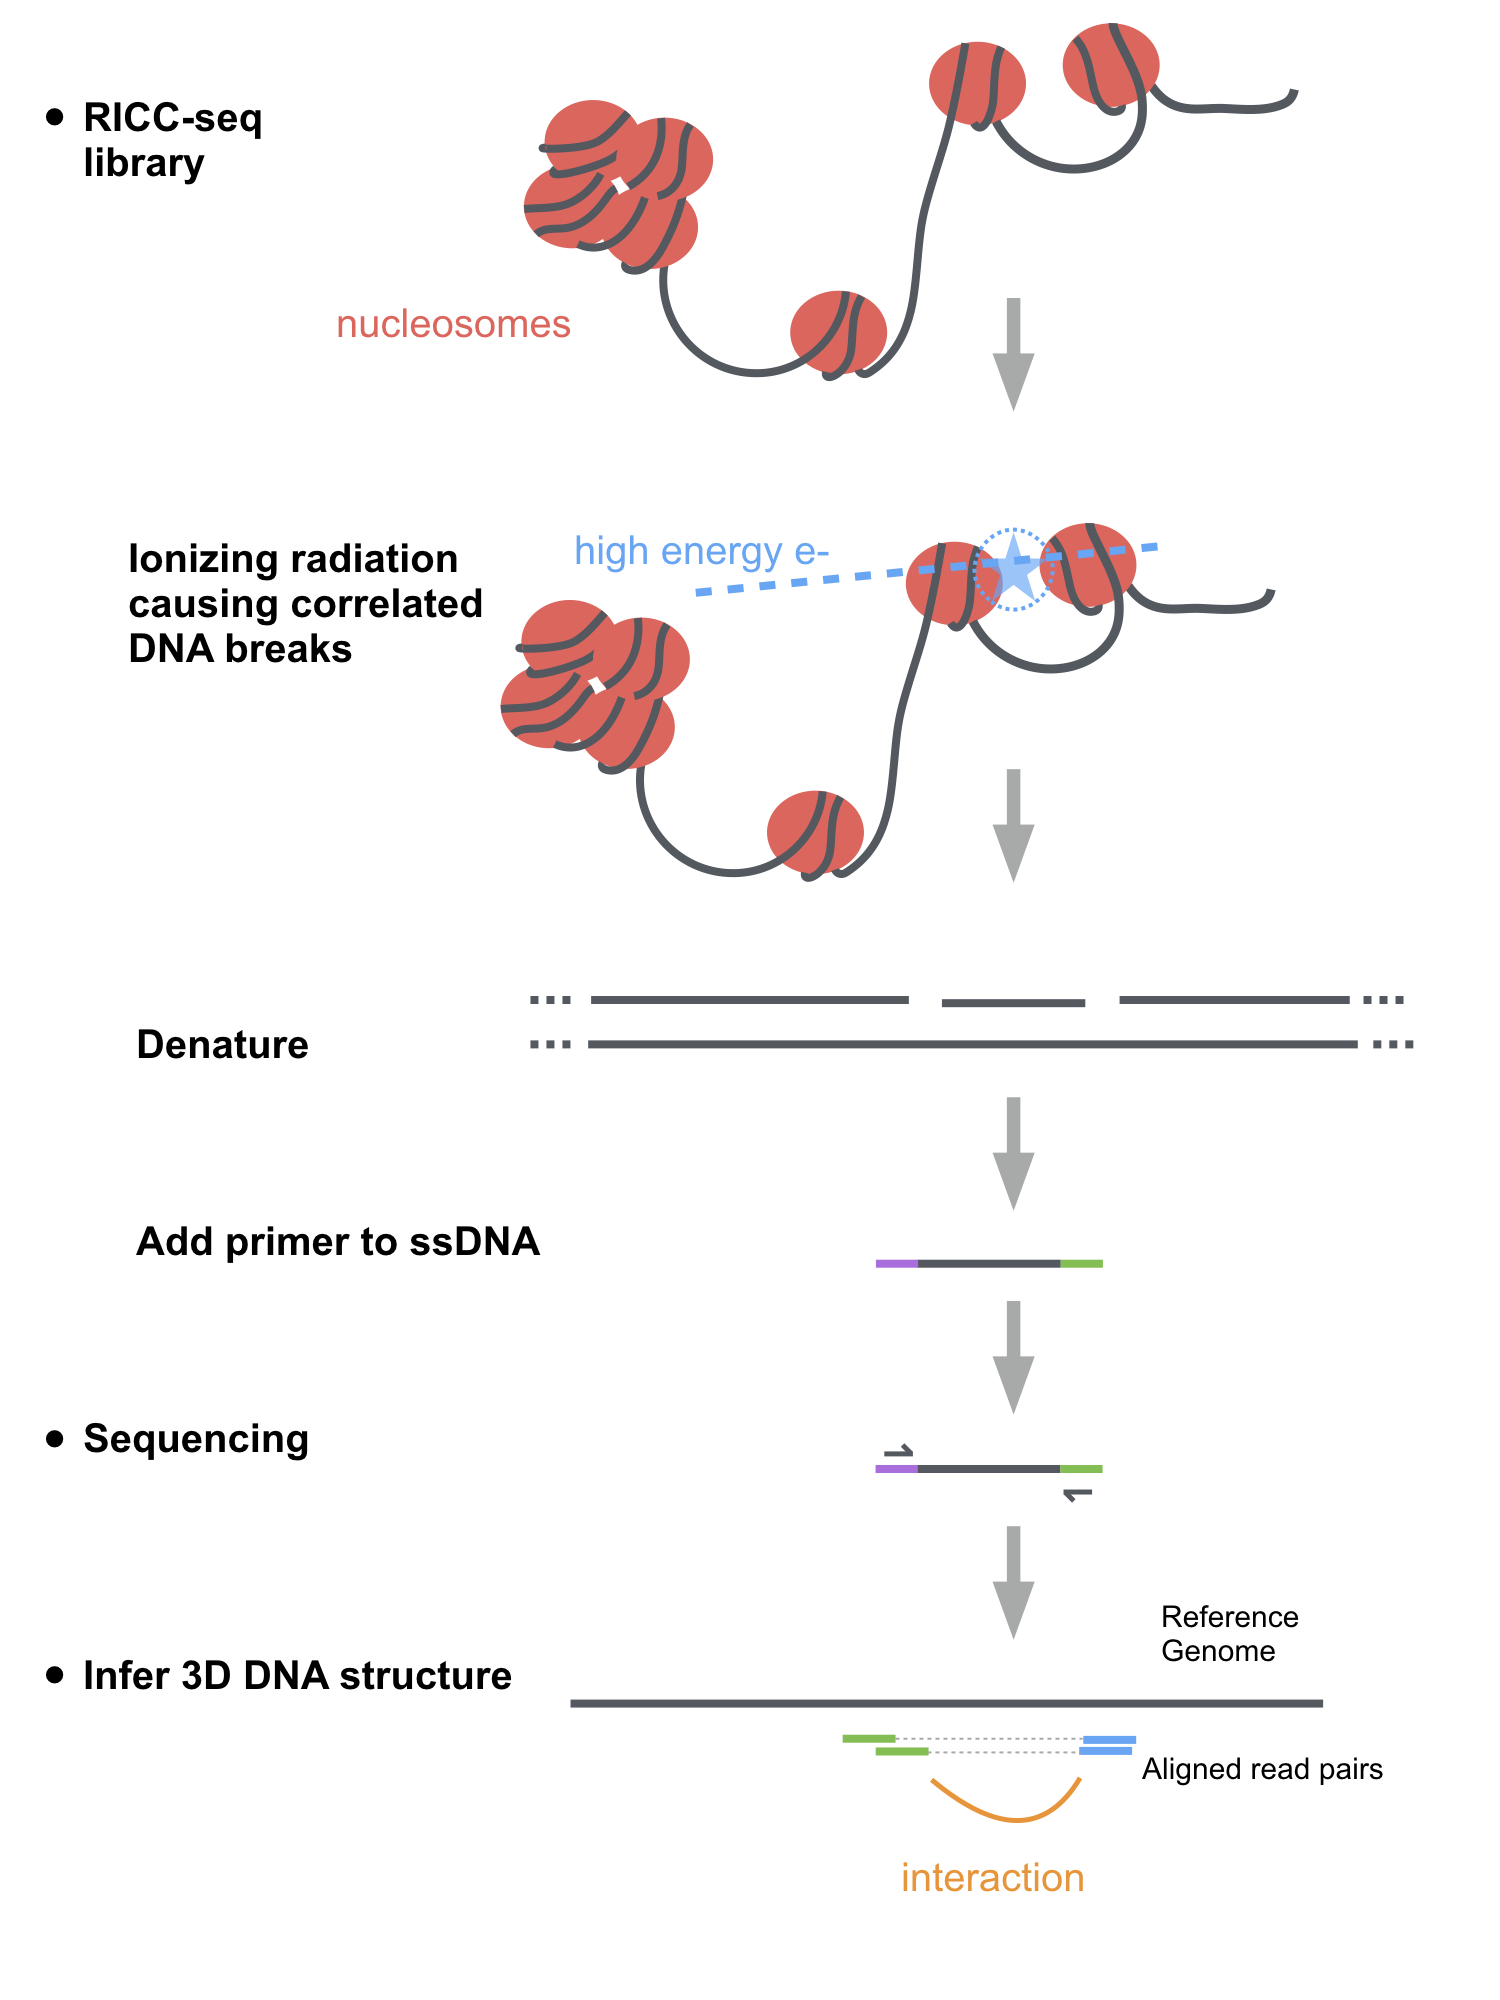 RICC-seq
library
nucleosomes
high energy e-
Ionizing radiation
causing correlated
DNA breaks
Denature
Add primer to ssDNA
Sequencing
Reference
Genome
Infer 3D DNA structure
Aligned read pairs
interaction